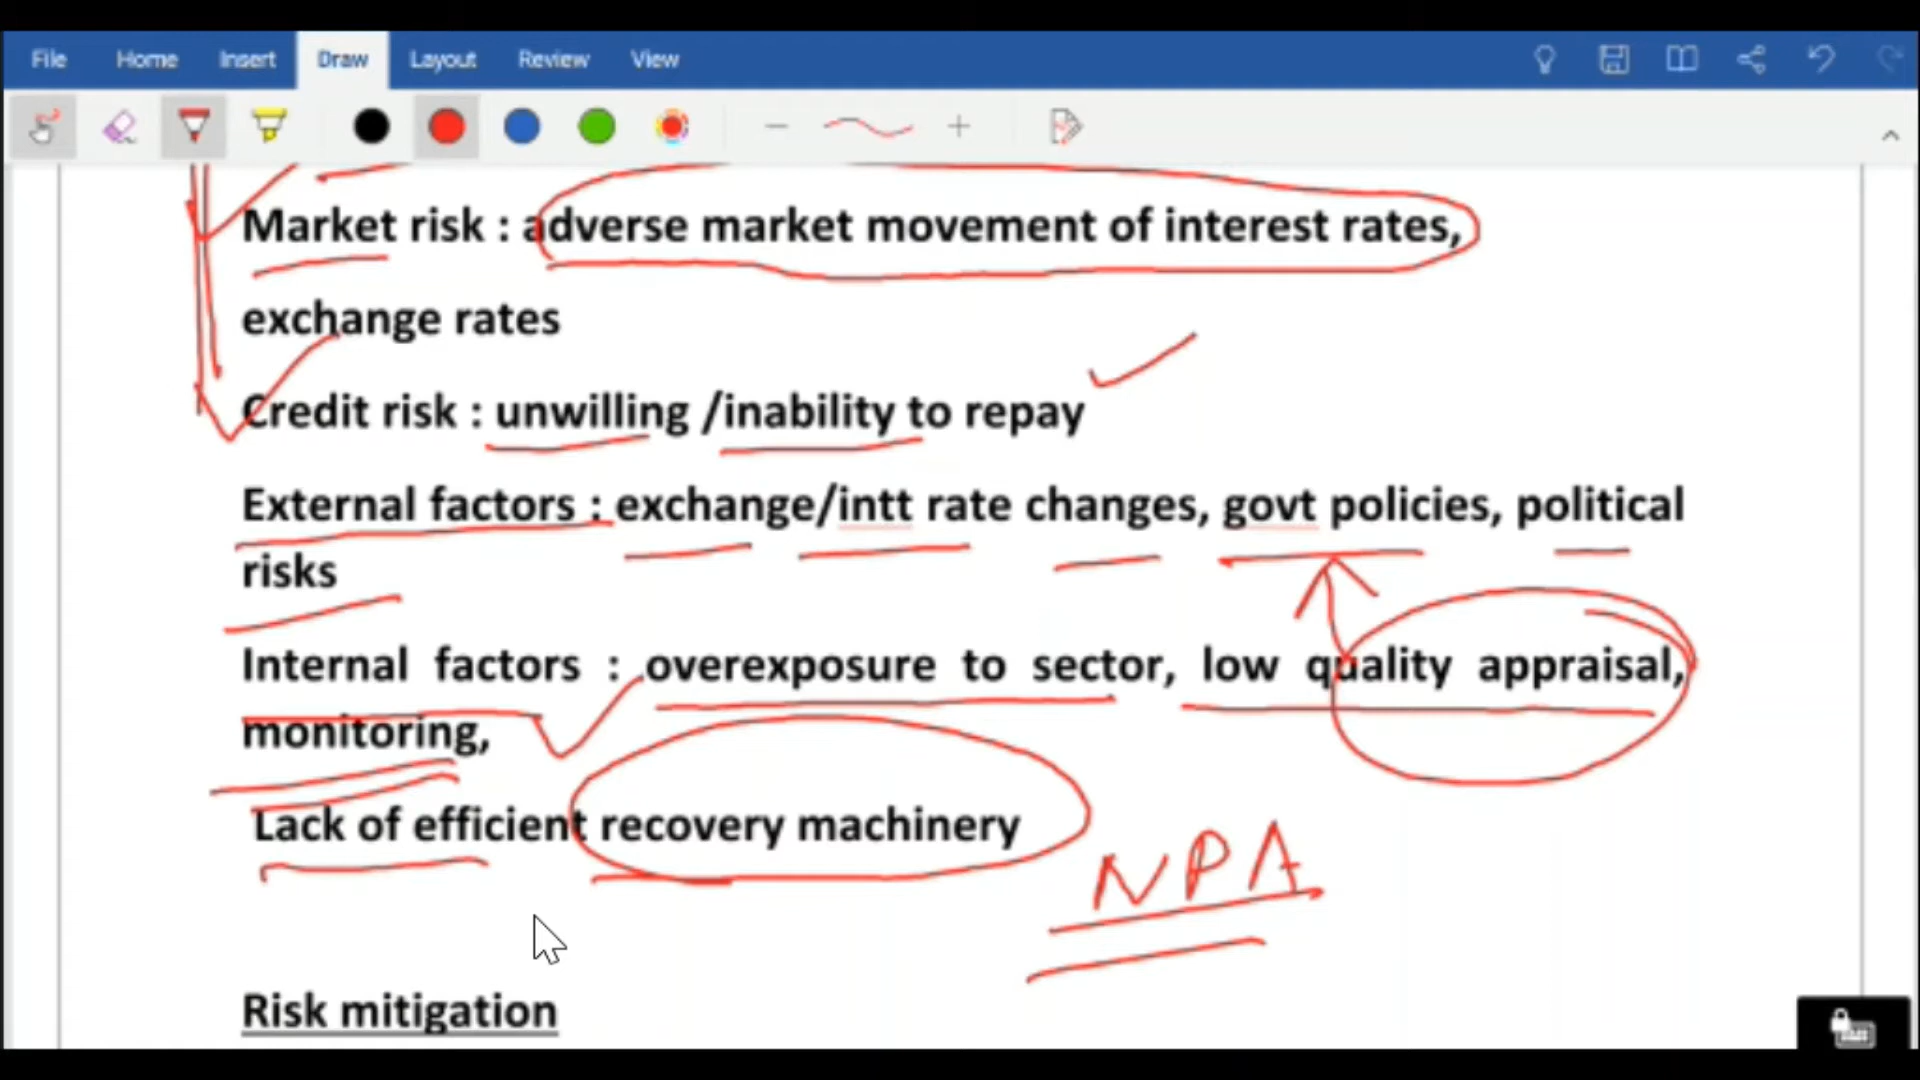 File Home Insert Draw Layout Review View
Market risk : adverse market movement of interest rates,
exchange rates
Credit risk : unwilling /inability to repay
External factors : exchange/intt rate changes, govt policies, political
risks
Internal factors : overexposure to sector, low quality appraisal,
monitoring,
Lack of efficient recovery machinery
NPA
Risk mitigation